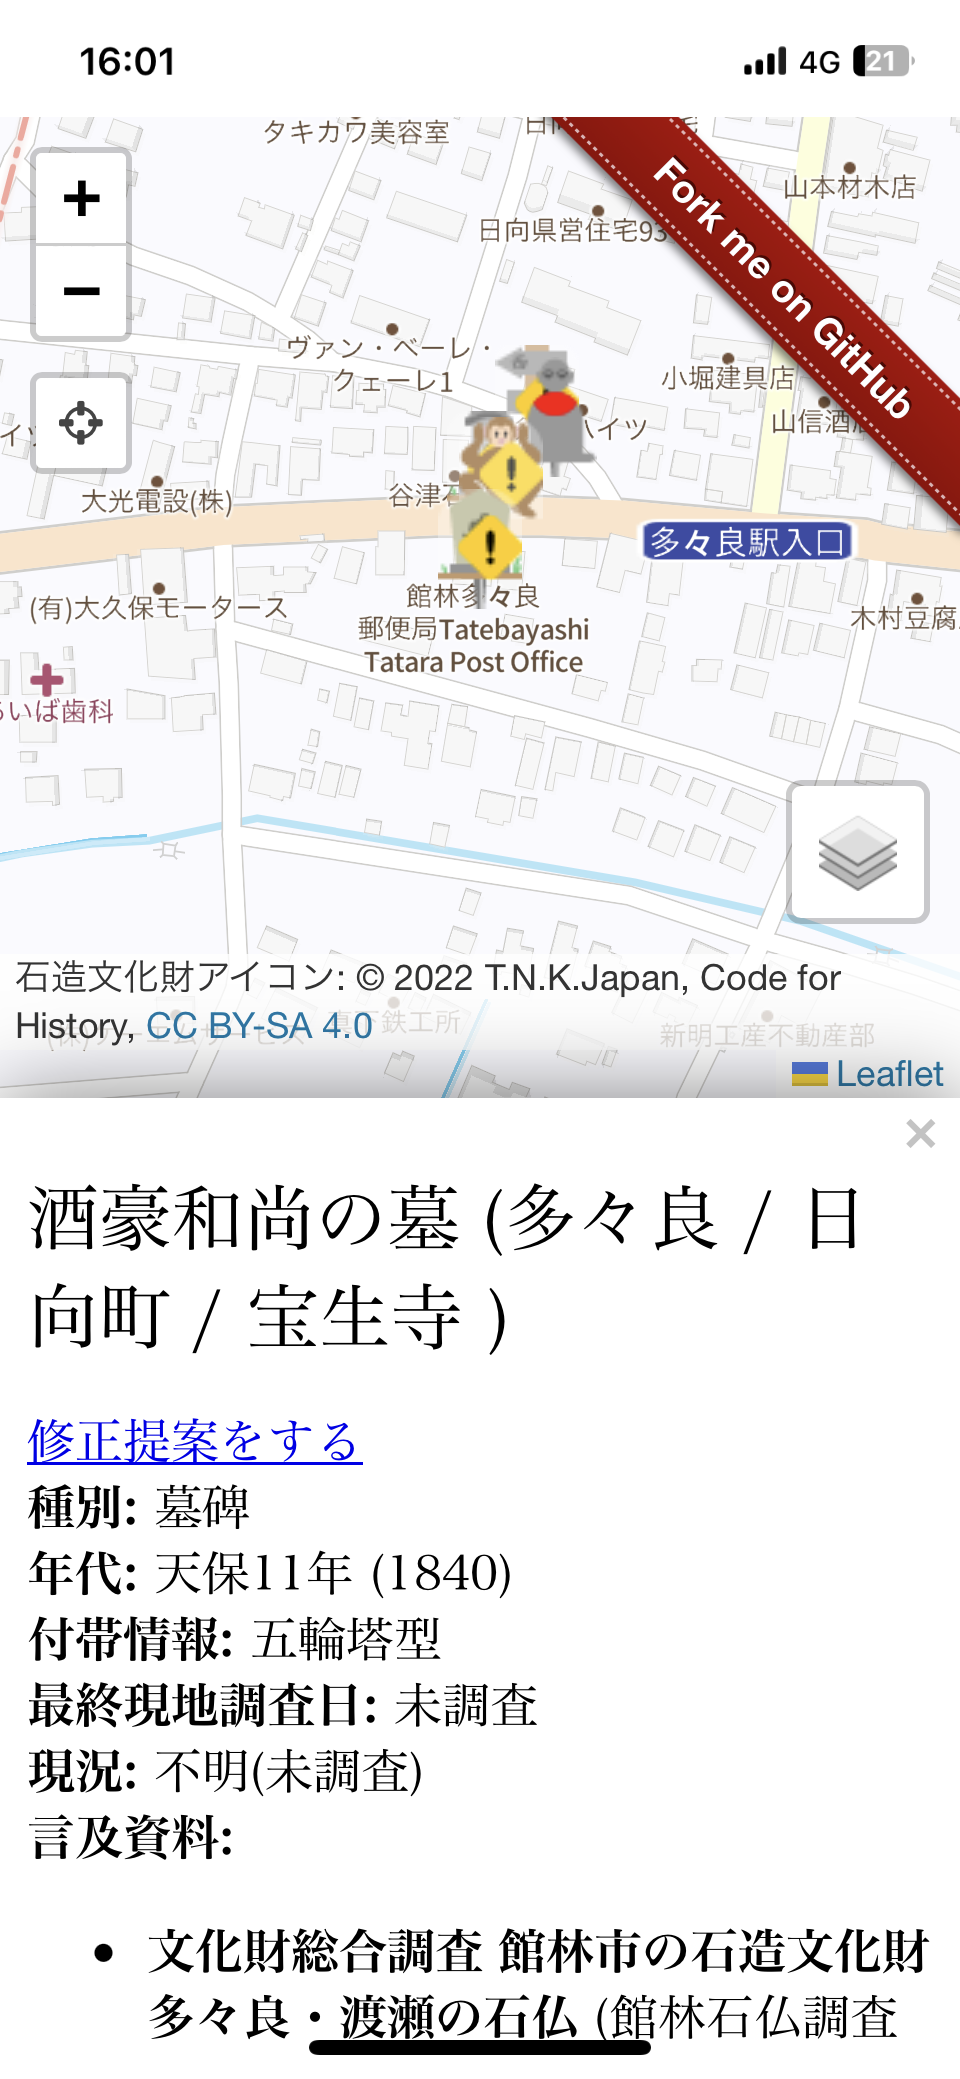 16:01
4G 21
タキカワ美容室
山本材木店
日向県営住宅93
Fork me on GitHub
+
−
ヴァン・ベーレ・
クェーレ1
小堀建具店
山信酒店
ハイツ
大光電設(株)
谷津石
多々良駅入口
(有)大久保モータース
館林多々良
郵便局Tatebayashi
Tatara Post Office
木村豆腐
いば歯科
石造文化財アイコン: © 2022 T.N.K.Japan, Code for
History, CC BY-SA 4.0
新明工産不動産部
Leaflet
×
酒豪和尚の墓 (多々良 / 日
向町 / 宝生寺 )
修正提案をする
種別: 墓碑
年代: 天保11年 (1840)
付帯情報: 五輪塔型
最終現地調査日: 未調査
現況: 不明(未調査)
言及資料:
• 文化財総合調査 館林市の石造文化財
多々良・渡瀬の石仏 (館林石仏調査